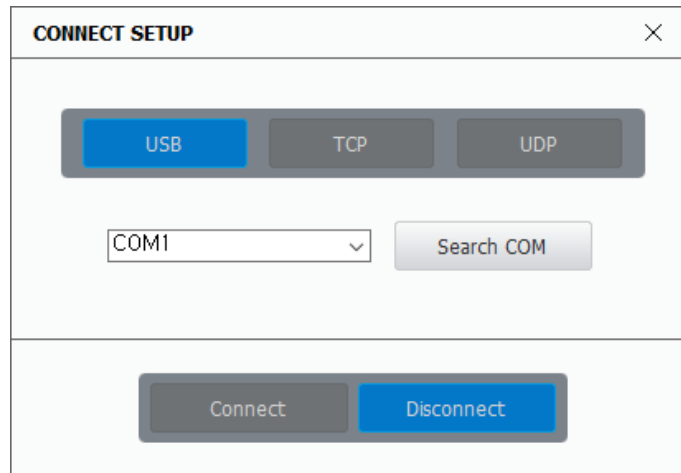 CONNECT SETUP
USB TCP UDP
COM1 Search COM
Connect Disconnect